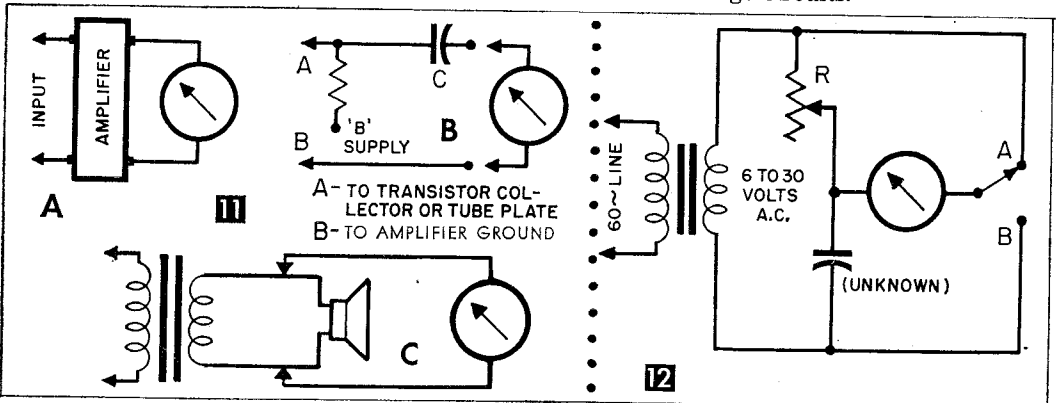 INPUT
AMPLIFIER
A
11
A
C
'B'
SUPPLY
B
B
A- TO TRANSISTOR COL-
LECTOR OR TUBE PLATE
B- TO AMPLIFIER GROUND
C
60~LINE
6 TO 30
VOLTS
A.C.
R
A
B
(UNKNOWN)
12